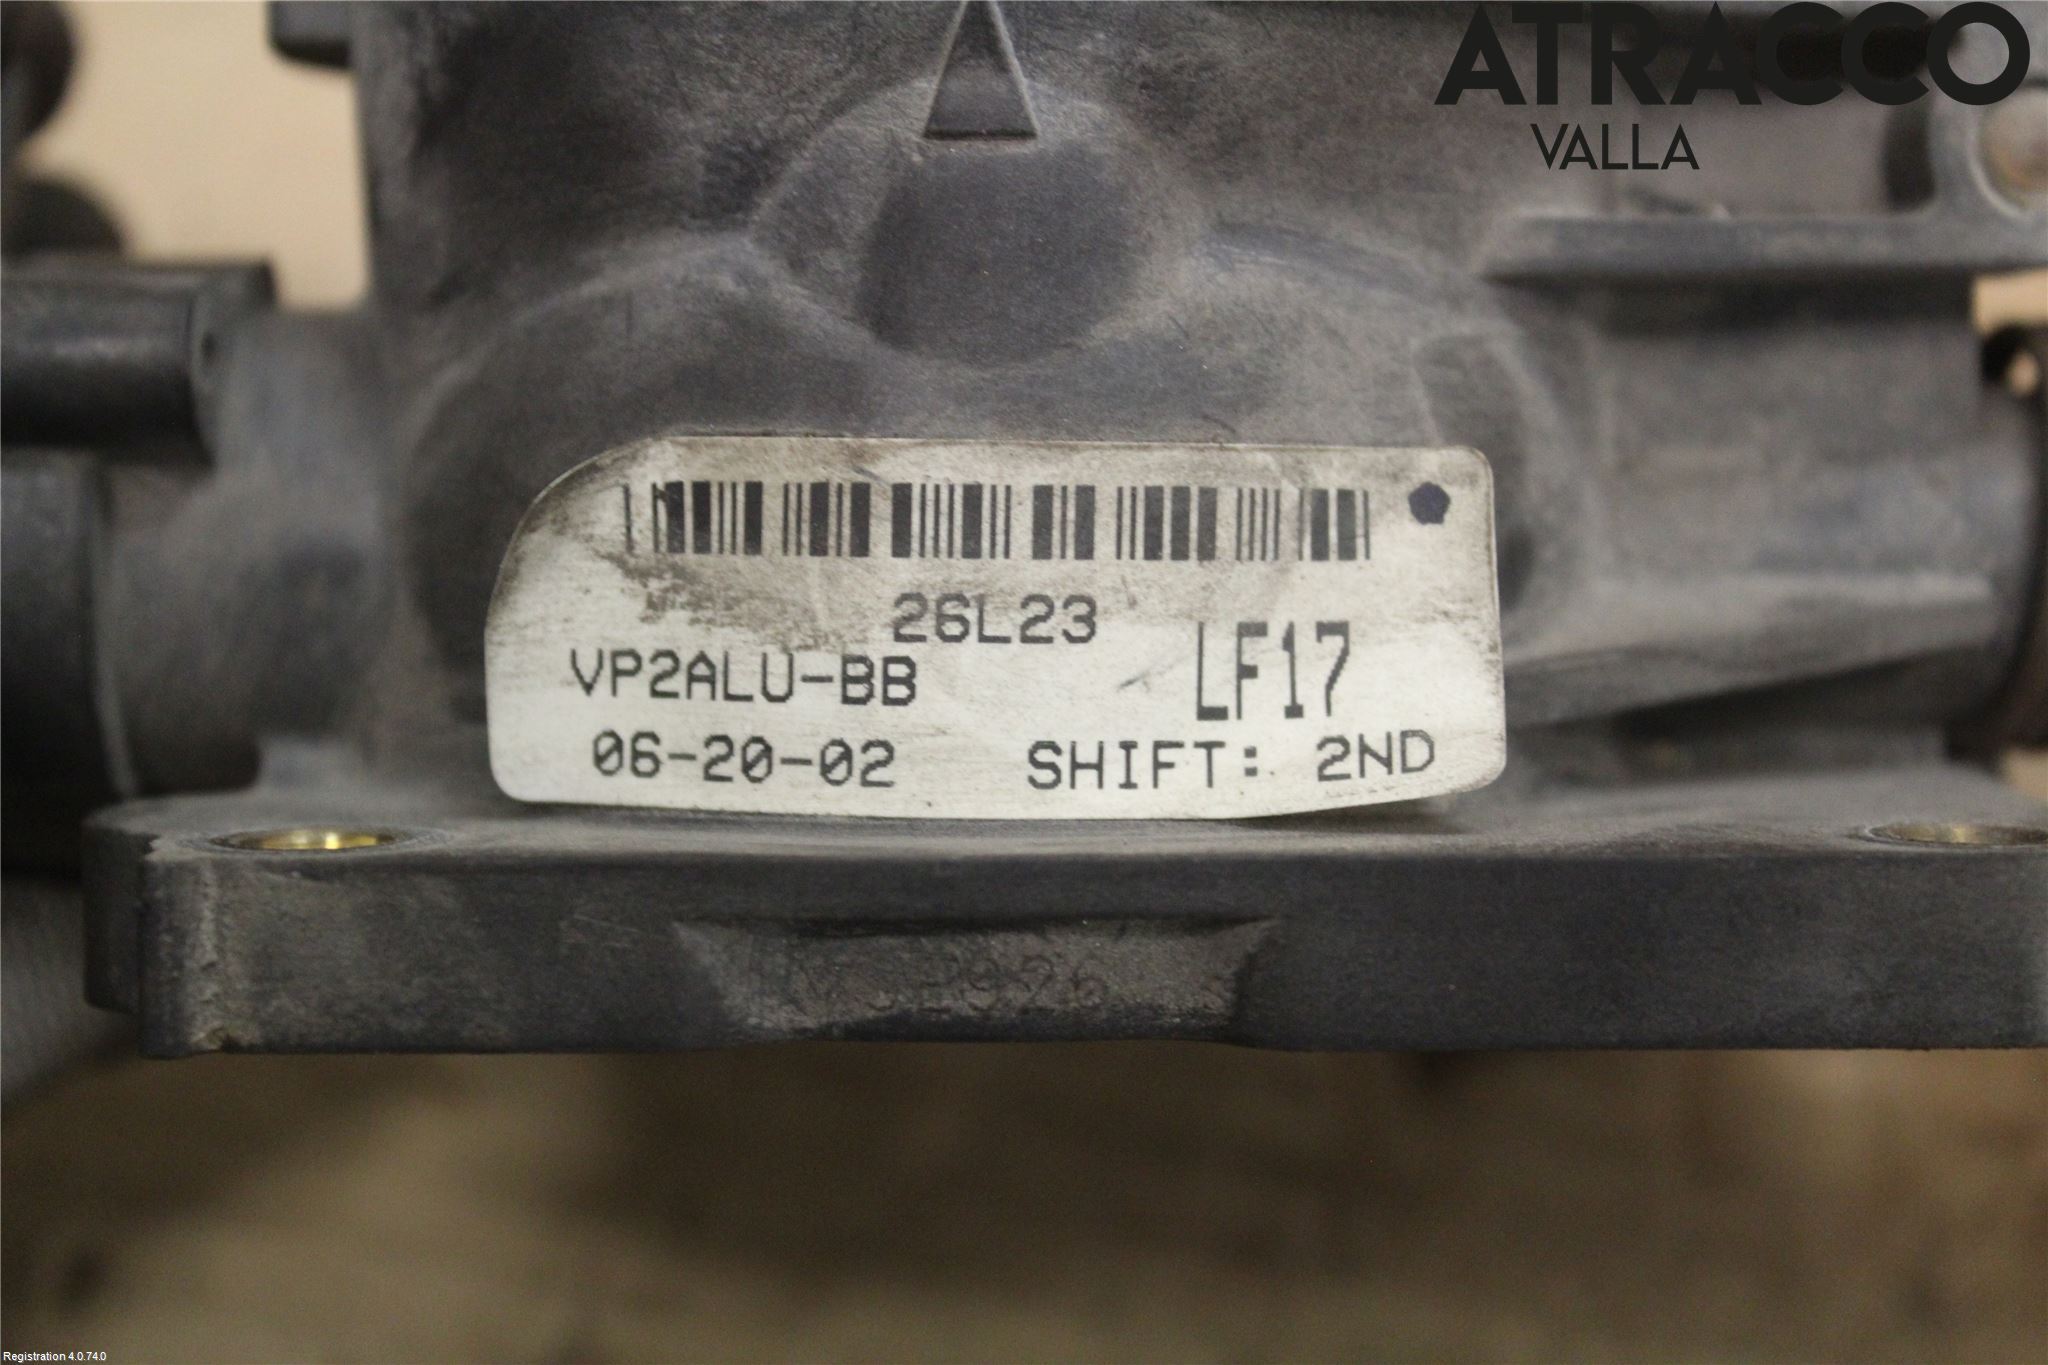 ATRACCO
VALLA
26L23
VP2ALU-BB
LF17
06-20-02 SHIFT: 2ND
Registration 4.0.74.0